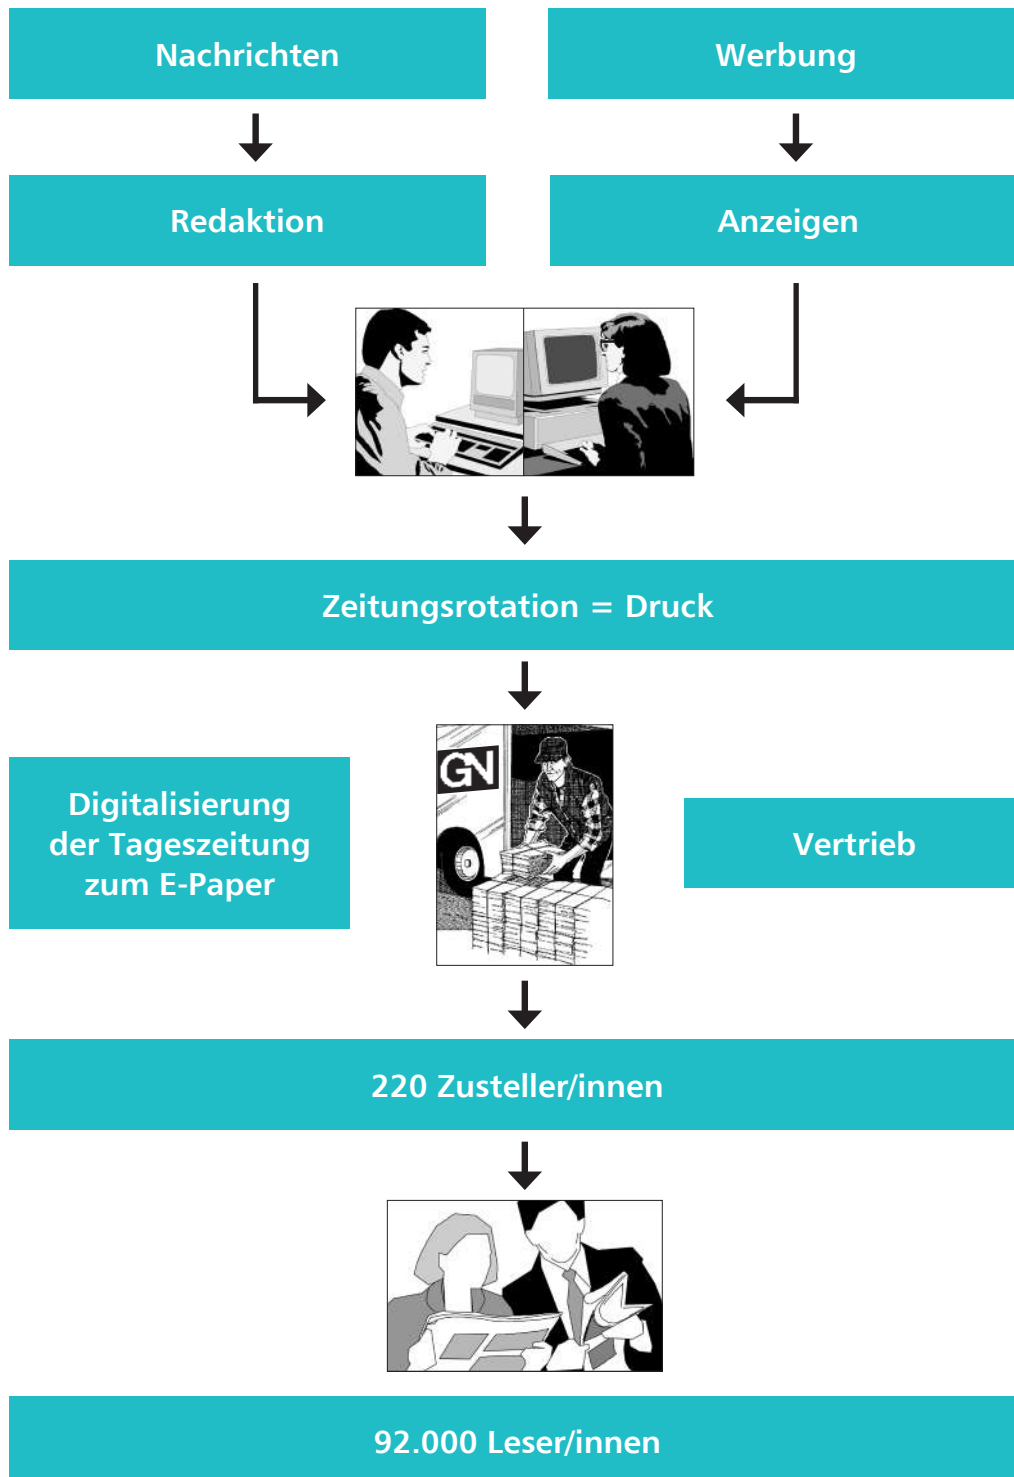 Nachrichten
Werbung
Redaktion
Anzeigen
Zeitungsrotation = Druck
GN
Digitalisierung
der Tageszeitung
zum E-Paper
Vertrieb
220 Zusteller/innen
92.000 Leser/innen